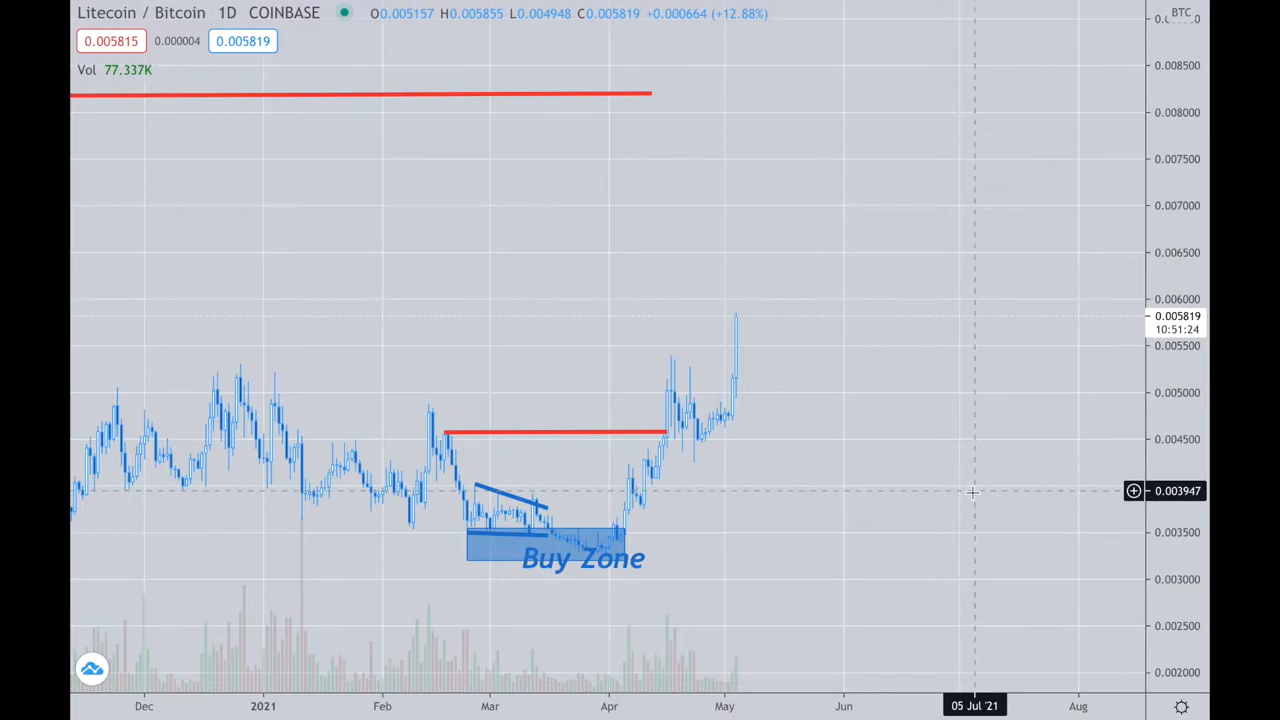 Litecoin / Bitcoin 1D COINBASE O0.005157 H0.005855 L0.004948 C0.005819 +0.000664 (+12.88%)
BTC
0.005815 0.000004 0.005819
Vol 77.337K
0.008500
0.008000
0.007500
0.007000
0.006500
0.006000
0.005819
10:51:24
0.005500
0.005000
0.004500
0.003947
0.003500
Buy Zone
0.003000
0.002500
0.002000
Dec 2021 Feb Mar Apr May Jun 05 Jul '21 Aug